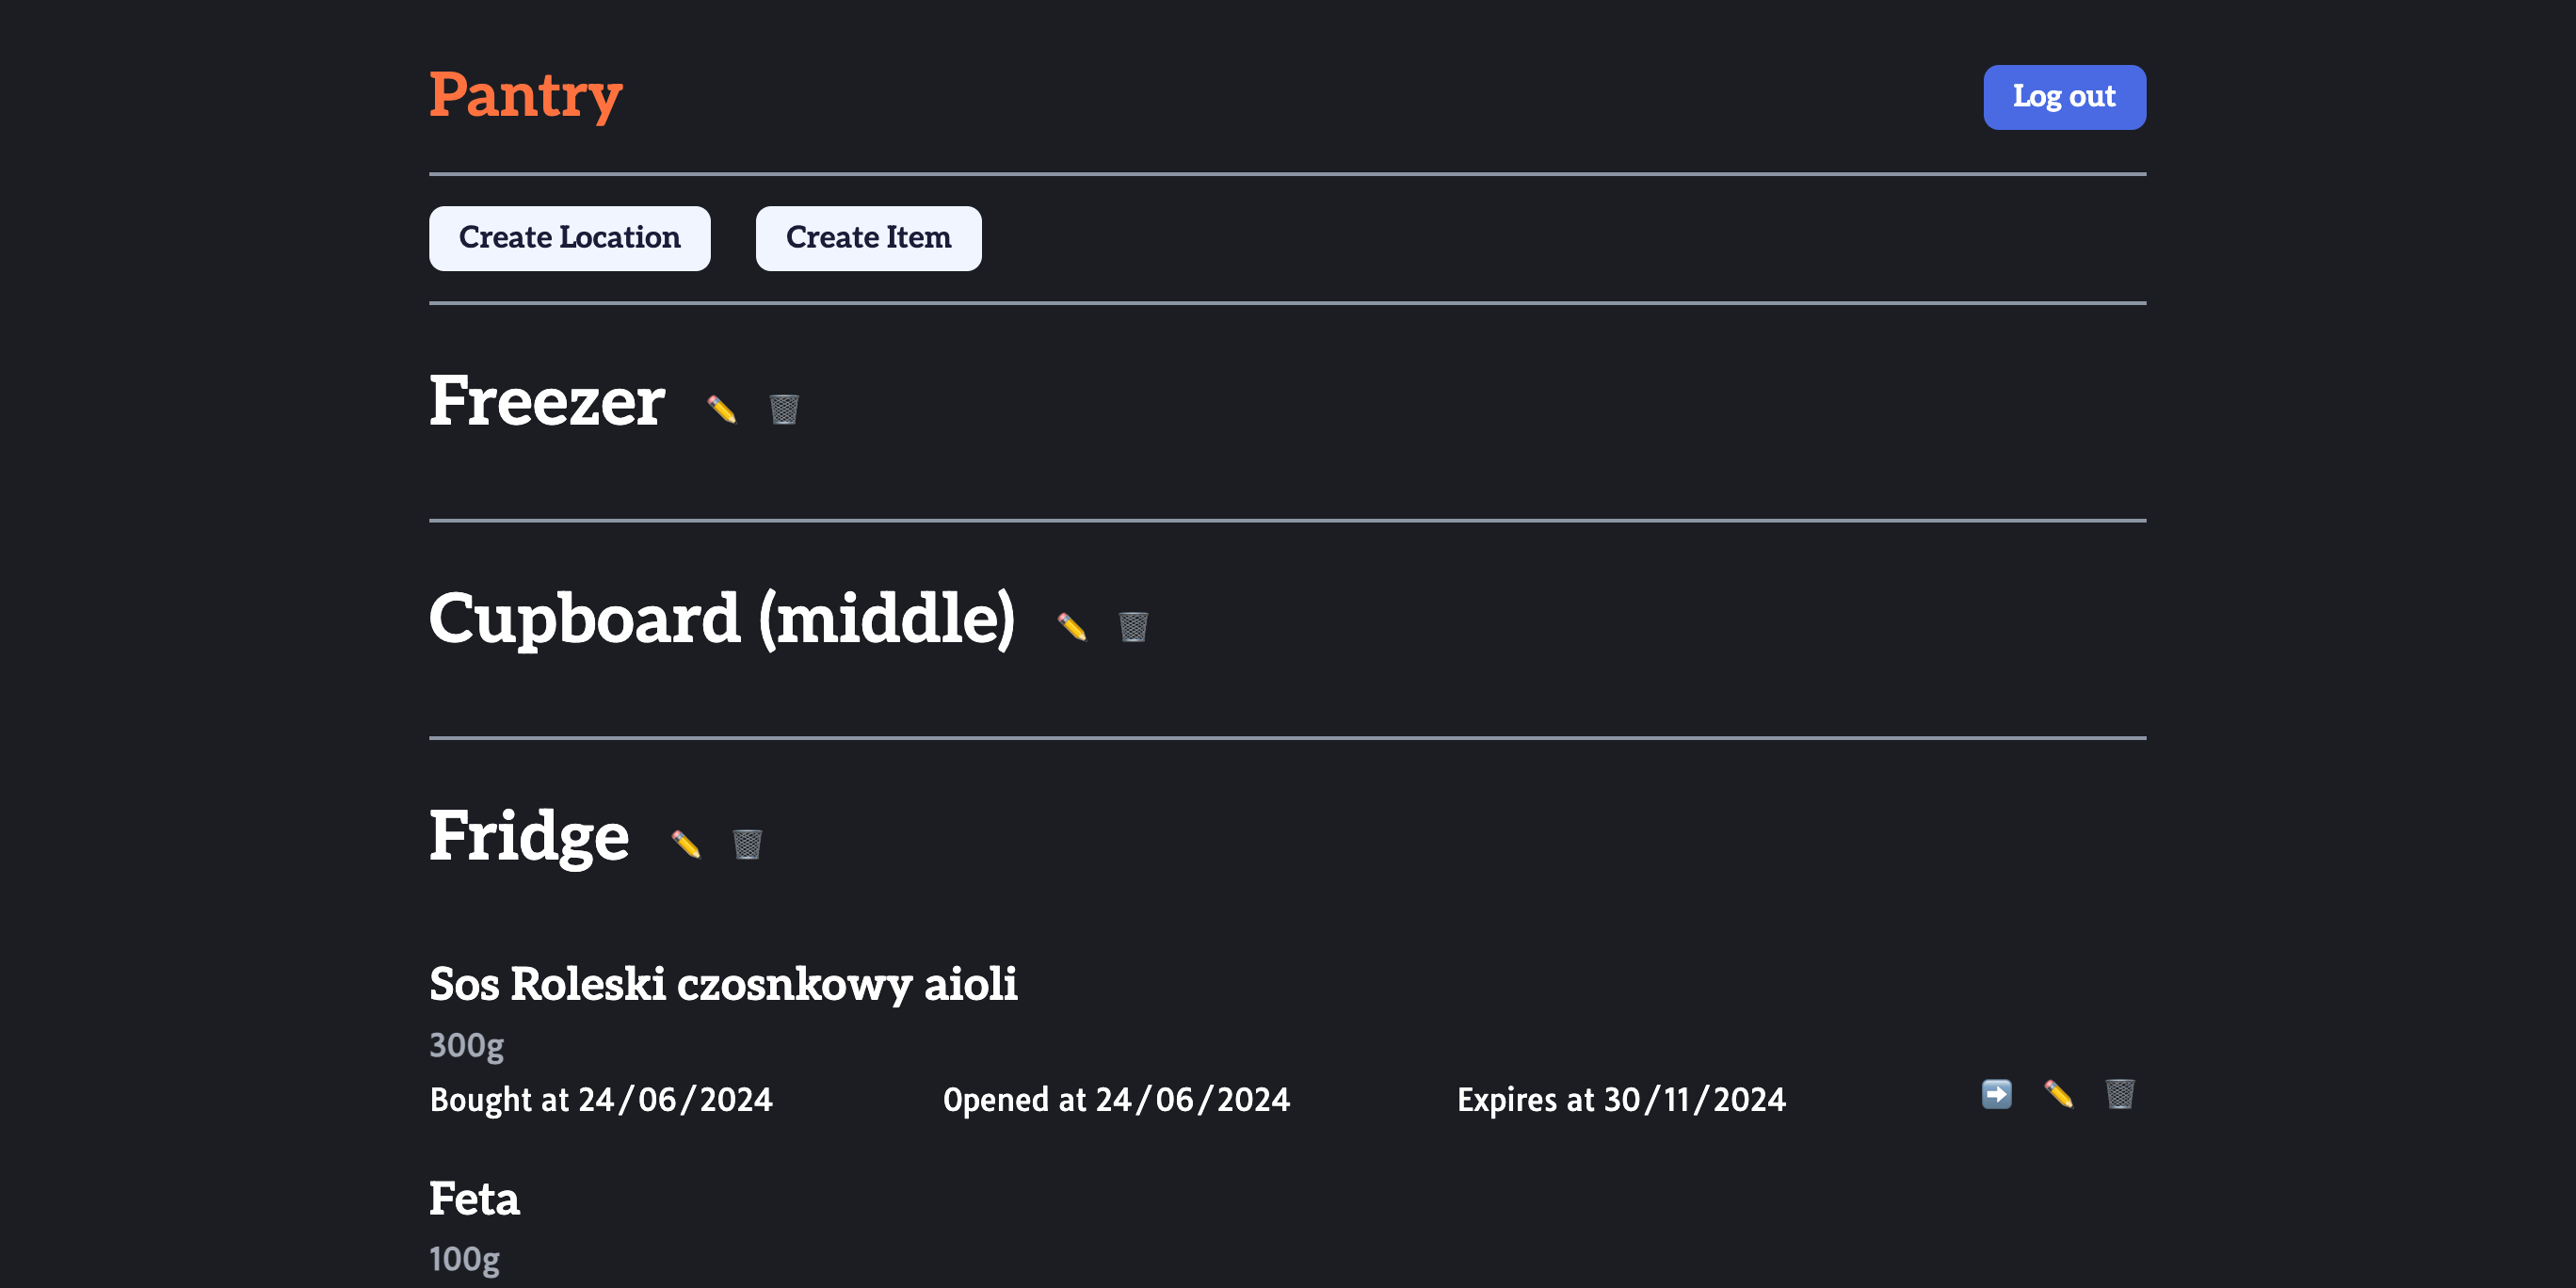 Pantry
Log out
Create Location
Create Item
Freezer
Cupboard (middle)
Fridge
Sos Roleski czosnkowy aioli
300g
Bought at 24/06/2024
Opened at 24/06/2024
Expires at 30/11/2024
Feta
100g